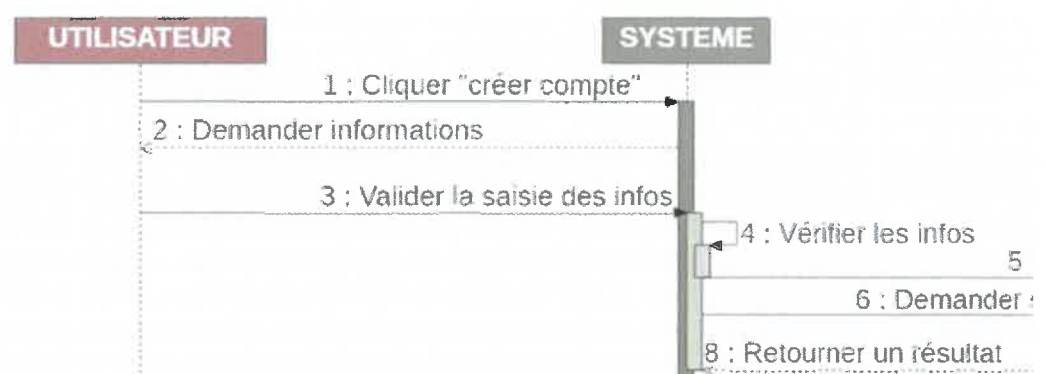 UTILISATEUR
SYSTEME
1 : Cliquer "créer compte"
2 : Demander informations
3 : Valider la saisie des infos
4 : Vérifier les infos
5
6 : Demander
8 : Retourner un résultat